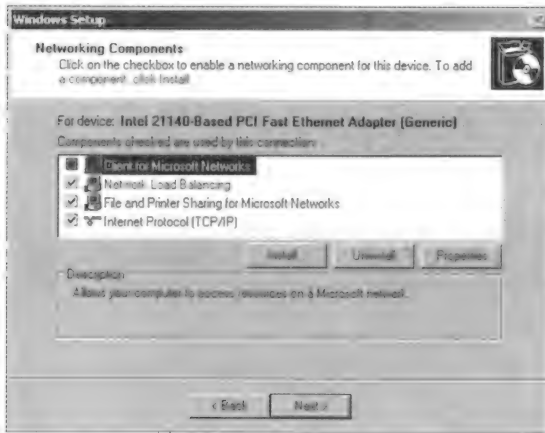 Windows Setup
Networking Components
Click on the checkbox to enable a networking component for this device. To add
a component, click Install
For device: Intel 21140-Based PCI Fast Ethernet Adapter (Generic)
Components checked are used by this connection:
Client for Microsoft Networks
Network Load Balancing
File and Printer Sharing for Microsoft Networks
Internet Protocol (TCP/IP)
Install
Uninstall
Properties
Description
Allows your computer to access resources on a Microsoft network.
< Back
Next >